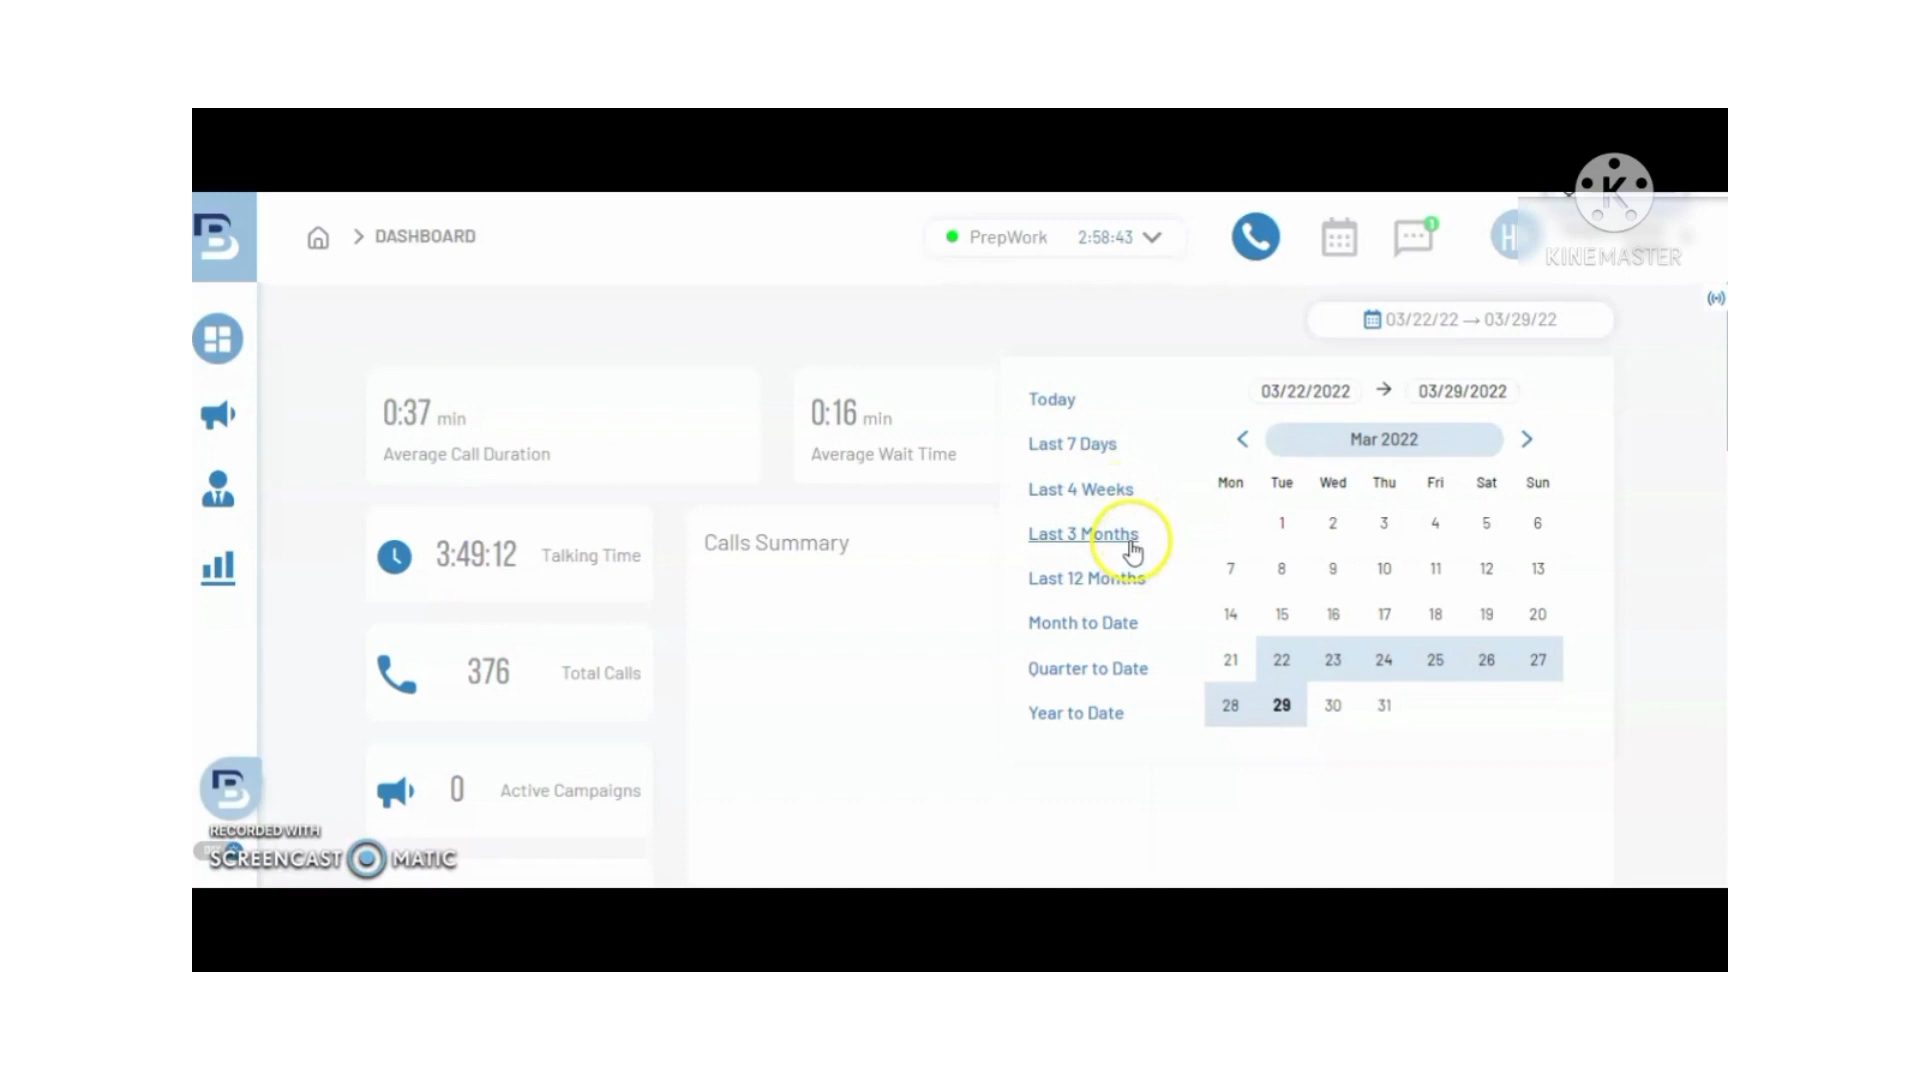 B
DASHBOARD
PrepWork 2:58:43
1
H
K
KINEMASTER
03/22/22 → 03/29/22
0:37 min
Average Call Duration
0:16 min
Average Wait Time
3:49:12 Talking Time
376 Total Calls
0 Active Campaigns
Calls Summary
Today
Last 7 Days
Last 4 Weeks
Last 3 Months
Last 12 Months
Month to Date
Quarter to Date
Year to Date
03/22/2022 → 03/29/2022
Mar 2022
Mon Tue Wed Thu Fri Sat Sun
1 2 3 4 5 6
7 8 9 10 11 12 13
14 15 16 17 18 19 20
21 22 23 24 25 26 27
28 29 30 31
B
RECORDED WITH
SCREENCAST MATIC